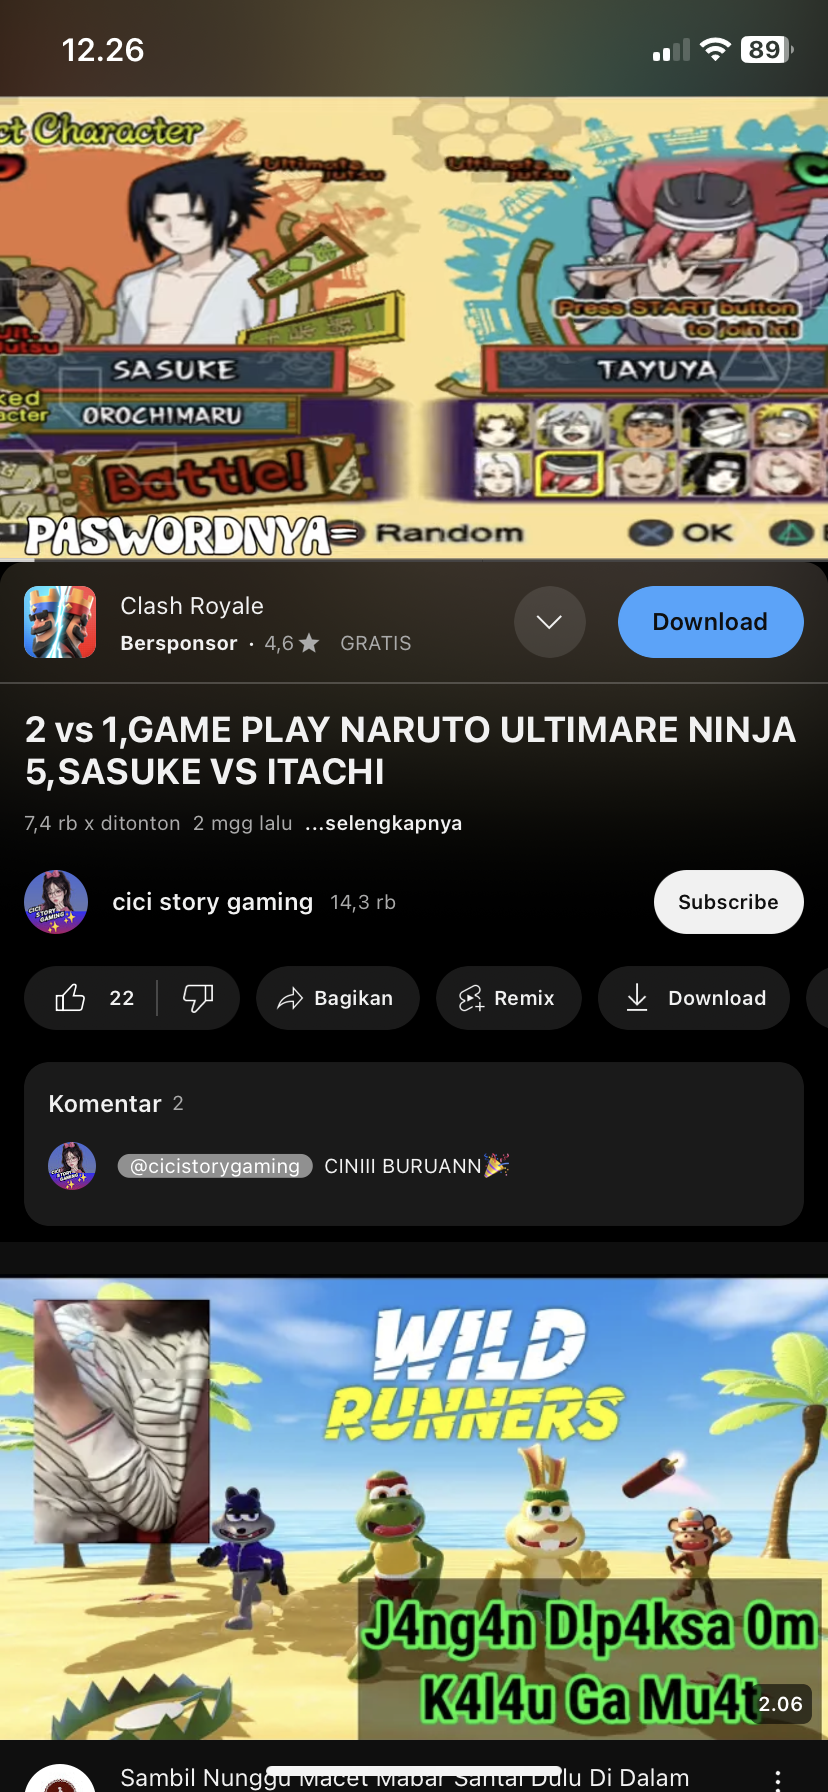 12.26
89
ct Character
Ultimate Jutsu
Ultimate Jutsu
Press START button
to join in!
Ult.
Jutsu
SASUKE
TAYUYA
ked
acter
OROCHIMARU
Battle!
PASWORDNYA=
Random
OK
Clash Royale
Download
Bersponsor · 4,6★ GRATIS
2 vs 1,GAME PLAY NARUTO ULTIMARE NINJA
5,SASUKE VS ITACHI
7,4 rb x ditonton 2 mgg lalu ...selengkapnya
cici story gaming 14,3 rb
Subscribe
22
Bagikan
Remix
Download
Komentar 2
@cicistorygaming CINIII BURUANN🎉
WILD
RUNNERS
J4ng4n D!p4ksa 0m
K4l4u Ga Mu4t
2.06
Sambil Nunggu Macet Mabar Santai Dulu Di Dalam